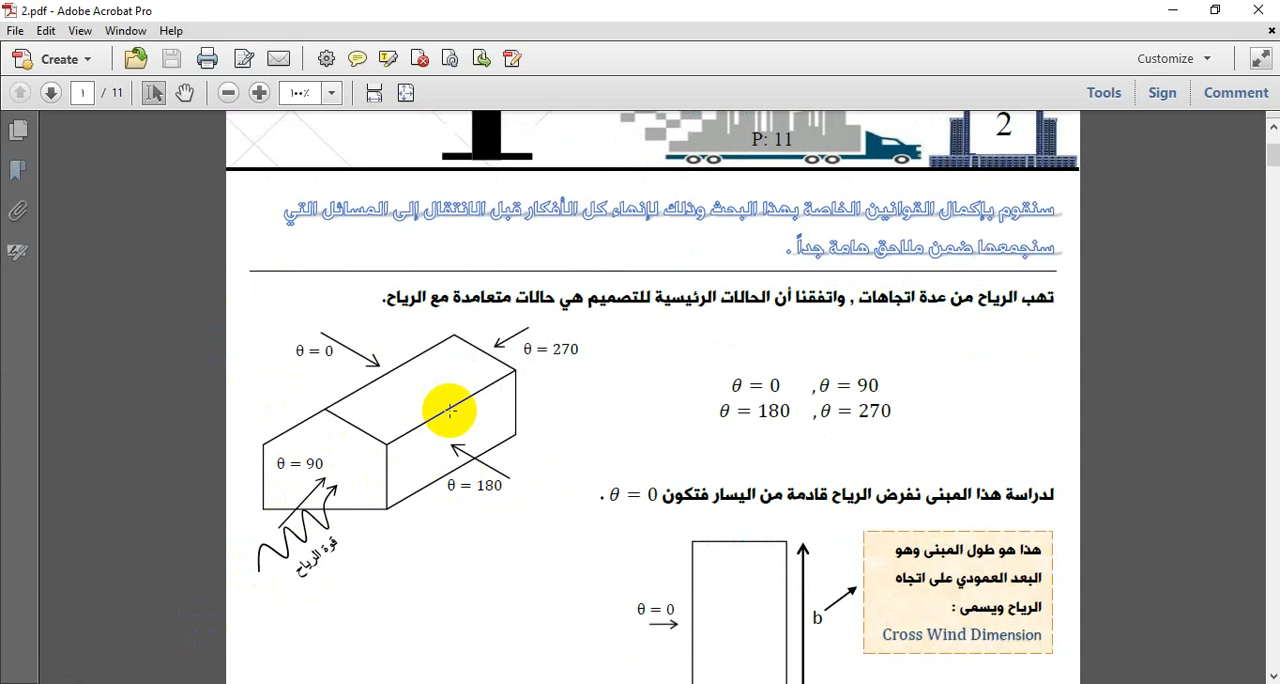 2.pdf - Adobe Acrobat Pro
File Edit View Window Help
Create
Customize
١ / 11
١٠٠٪
Tools Sign Comment
P: 11
2
سنقوم بإكمال القوانين الخاصة بهذا البحث وذلك لإنهاء كل الأفكار قبل الانتقال إلى المسائل التي
سنجمعها ضمن ملاحق هامة جداً .
تهب الرياح من عدة اتجاهات , واتفقنا أن الحالات الرئيسية للتصميم هي حالات متعامدة مع الرياح.
θ = 0
θ = 270
θ = 90
θ = 180
قوة الرياح
θ = 0 , θ = 90
θ = 180 , θ = 270
لدراسة هذا المبنى نفرض الرياح قادمة من اليسار فتكون θ = 0 .
θ = 0
b
هذا هو طول المبنى وهو
البعد العمودي على اتجاه
الرياح ويسمى :
Cross Wind Dimension